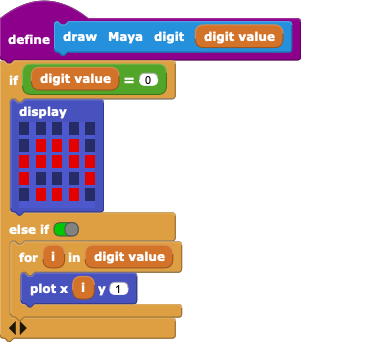 define draw Maya digit digit value
if digit value = 0
display
else if
for i in digit value
plot x i y 1